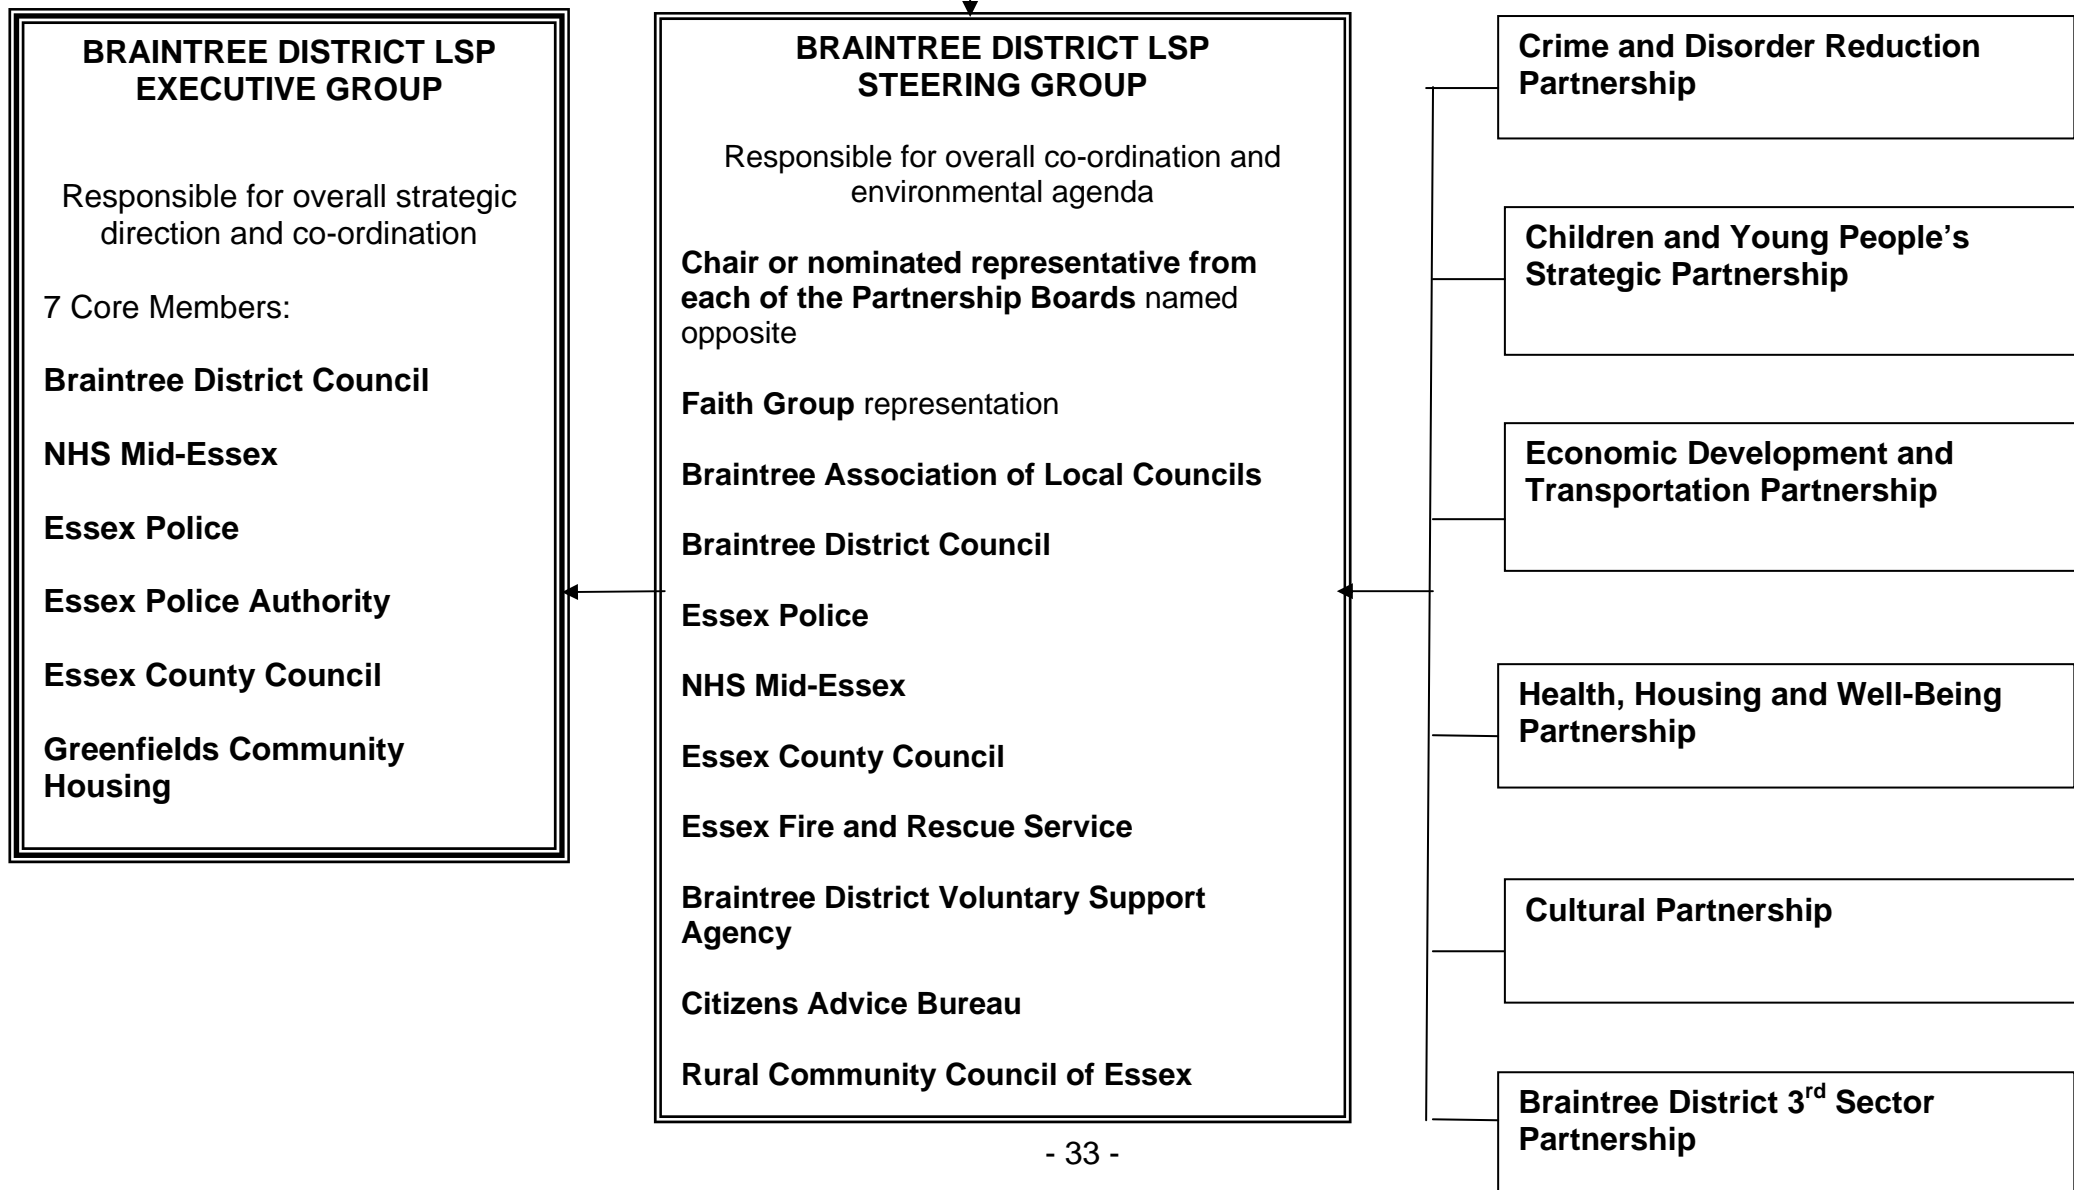 BRAINTREE DISTRICT LSP
EXECUTIVE GROUP
Responsible for overall strategic
direction and co-ordination
7 Core Members:
Braintree District Council
NHS Mid-Essex
Essex Police
Essex Police Authority
Essex County Council
Greenfields Community
Housing
BRAINTREE DISTRICT LSP
STEERING GROUP
Responsible for overall co-ordination and
environmental agenda
Chair or nominated representative from
each of the Partnership Boards named
opposite
Faith Group representation
Braintree Association of Local Councils
Braintree District Council
Essex Police
NHS Mid-Essex
Essex County Council
Essex Fire and Rescue Service
Braintree District Voluntary Support
Agency
Citizens Advice Bureau
Rural Community Council of Essex
Crime and Disorder Reduction
Partnership
Children and Young People’s
Strategic Partnership
Economic Development and
Transportation Partnership
Health, Housing and Well-Being
Partnership
Cultural Partnership
Braintree District 3rd Sector
Partnership
- 33 -